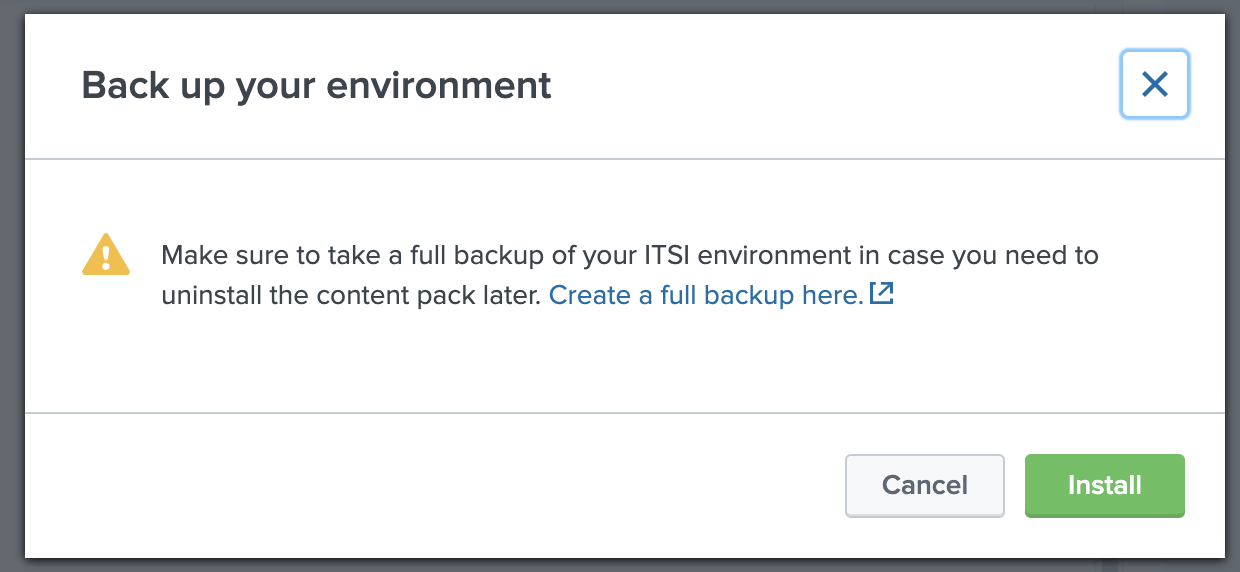 Back up your environment
Make sure to take a full backup of your ITSI environment in case you need to
uninstall the content pack later. Create a full backup here.
Cancel
Install